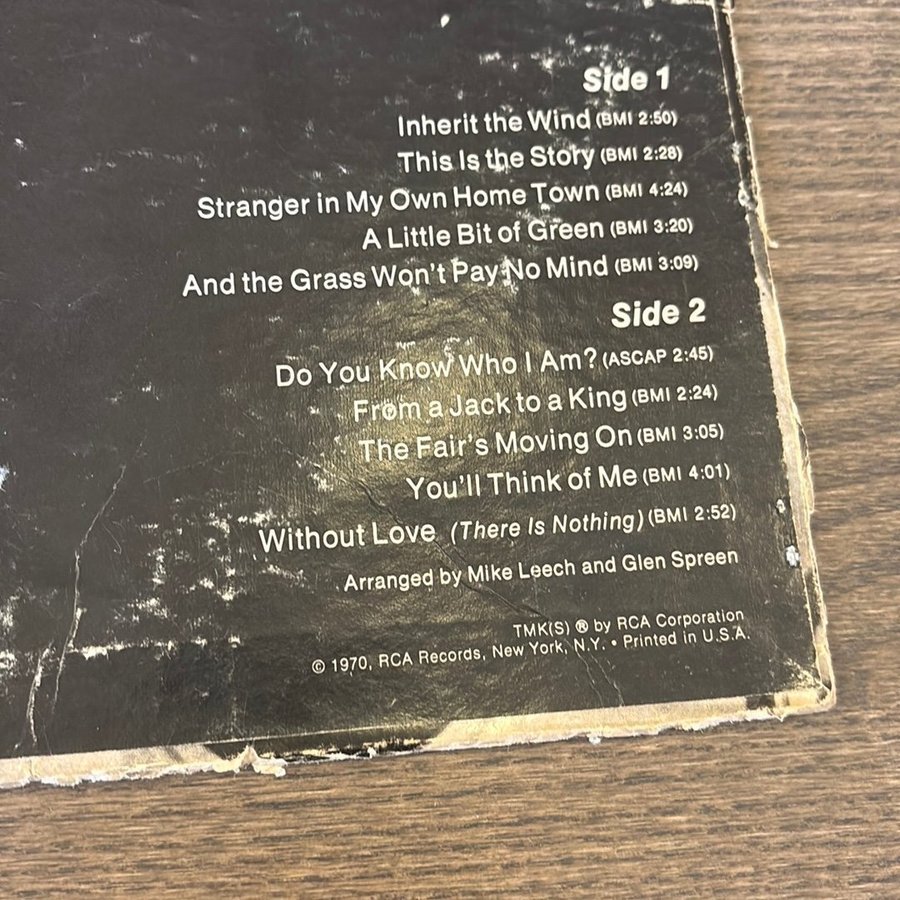 Side 1
Inherit the Wind (BMI 2:50)
This Is the Story (BMI 2:28)
Stranger in My Own Home Town (BMI 4:24)
A Little Bit of Green (BMI 3:20)
And the Grass Won't Pay No Mind (BMI 3:09)
Side 2
Do You Know Who I Am? (ASCAP 2:45)
From a Jack to a King (BMI 2:24)
The Fair's Moving On (BMI 3:05)
You'll Think of Me (BMI 4:01)
Without Love (There Is Nothing) (BMI 2:52)
Arranged by Mike Leech and Glen Spreen
TMK(S) ® by RCA Corporation
© 1970, RCA Records, New York, N.Y. • Printed in U.S.A.